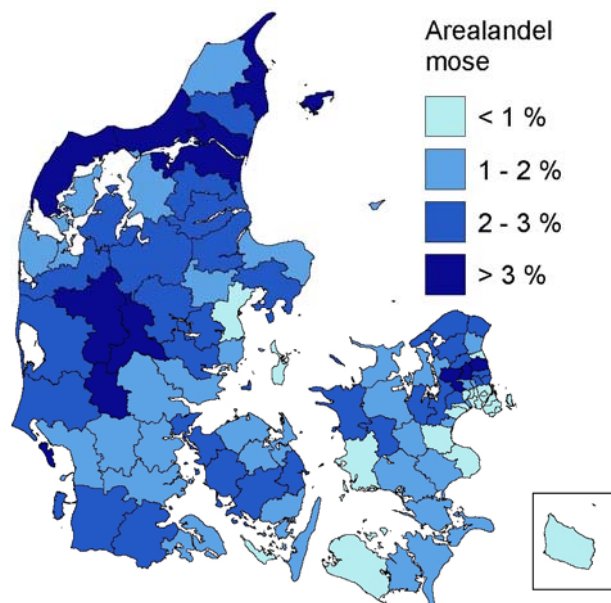 Arealandel
mose
< 1 %
1 - 2 %
2 - 3 %
> 3 %